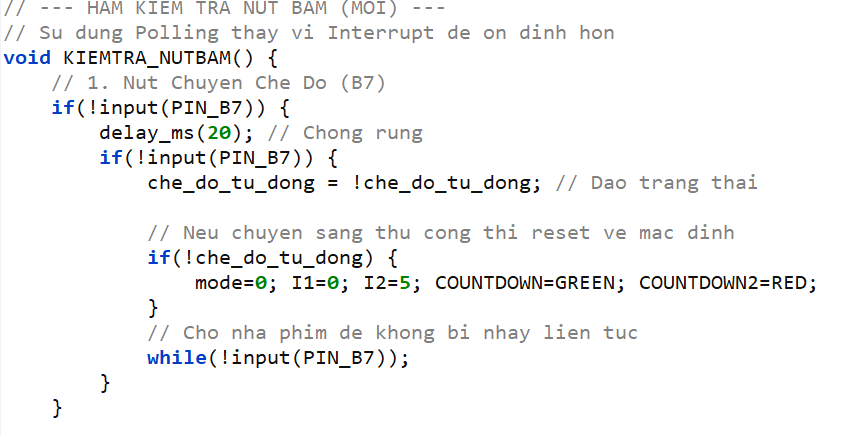 // --- HAM KIEM TRA NUT BAM (MOI) ---
// Su dung Polling thay vi Interrupt de on dinh hon
void KIEMTRA_NUTBAM() {
    // 1. Nut Chuyen Che Do (B7)
    if(!input(PIN_B7)) {
        delay_ms(20); // Chong rung
        if(!input(PIN_B7)) {
            che_do_tu_dong = !che_do_tu_dong; // Dao trang thai

            // Neu chuyen sang thu cong thi reset ve mac dinh
            if(!che_do_tu_dong) {
                mode=0; I1=0; I2=5; COUNTDOWN=GREEN; COUNTDOWN2=RED;
            }
            // Cho nha phim de khong bi nhay lien tuc
            while(!input(PIN_B7));
        }
    }